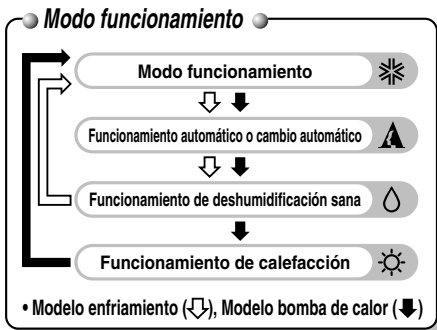 Modo funcionamiento
Modo funcionamiento
Funcionamiento automático o cambio automático
A
Funcionamiento de deshumidificación sana
Funcionamiento de calefacción
• Modelo enfriamiento (⇩), Modelo bomba de calor (⬇)